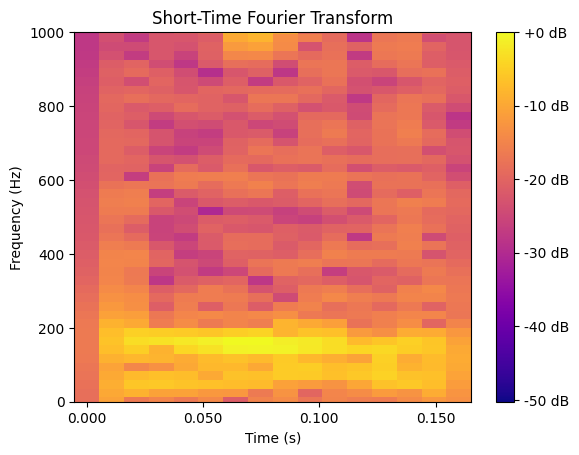 Short-Time Fourier Transform
1000
800
600
400
200
0
Frequency (Hz)
0.000
0.050
0.100
0.150
Time (s)
+0 dB
-10 dB
-20 dB
-30 dB
-40 dB
-50 dB